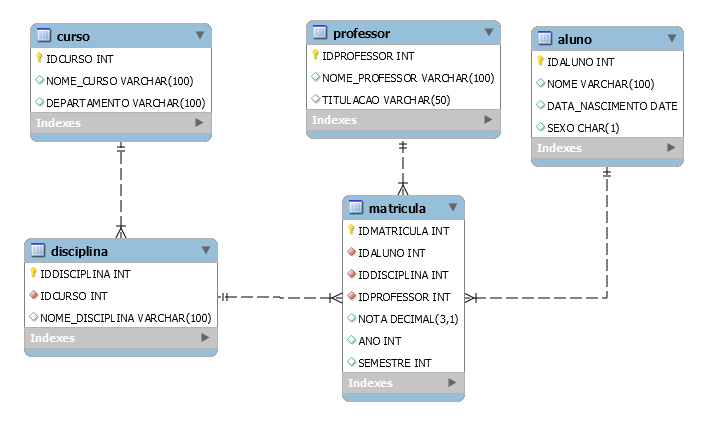 curso
IDCURSO INT
NOME_CURSO VARCHAR(100)
DEPARTAMENTO VARCHAR(100)
Indexes
professor
IDPROFESSOR INT
NOME_PROFESSOR VARCHAR(100)
TITULACAO VARCHAR(50)
Indexes
aluno
IDALUNO INT
NOME VARCHAR(100)
DATA_NASCIMENTO DATE
SEXO CHAR(1)
Indexes
disciplina
IDDISCIPLINA INT
IDCURSO INT
NOME_DISCIPLINA VARCHAR(100)
Indexes
matricula
IDMATRICULA INT
IDALUNO INT
IDDISCIPLINA INT
IDPROFESSOR INT
NOTA DECIMAL(3,1)
ANO INT
SEMESTRE INT
Indexes